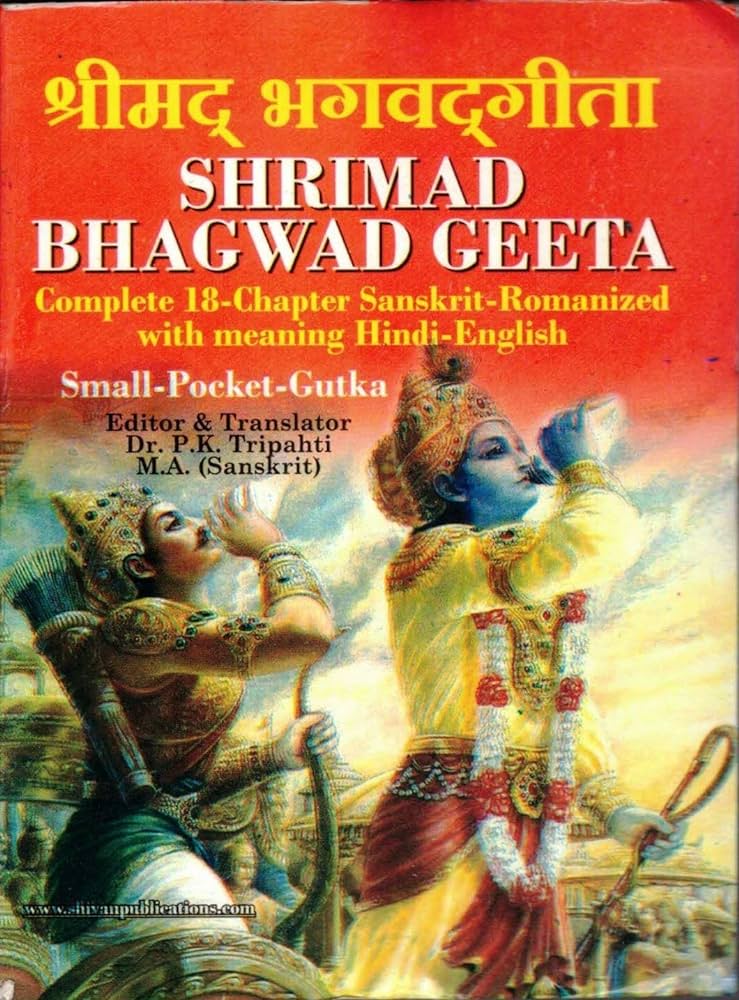 श्रीमद् भगवद्गीता
SHRIMAD
BHAGWAD GEETA
Complete 18-Chapter Sanskrit-Romanized
with meaning Hindi-English
Small-Pocket-Gutka
Editor & Translator
Dr. P.K. Tripahti
M.A. (Sanskrit)
www.shivampublications.com